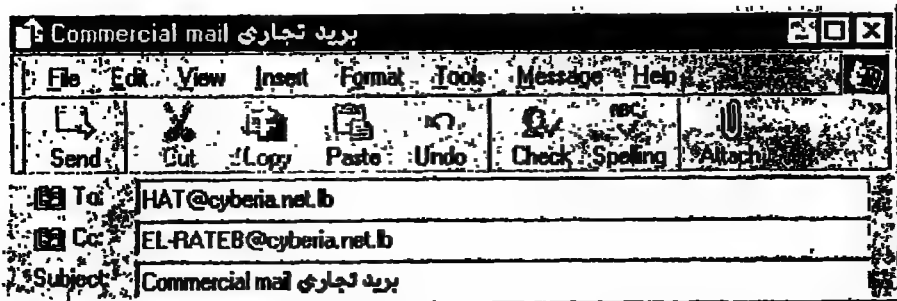 Commercial mail بريد تجاري
File Edit View Insert Format Tools Message Help
Send Cut Copy Paste Undo Check Spelling Attach
To: HAT@cyberia.net.lb
Cc: EL-RATEB@cyberia.net.lb
Subject: Commercial mail بريد تجاري